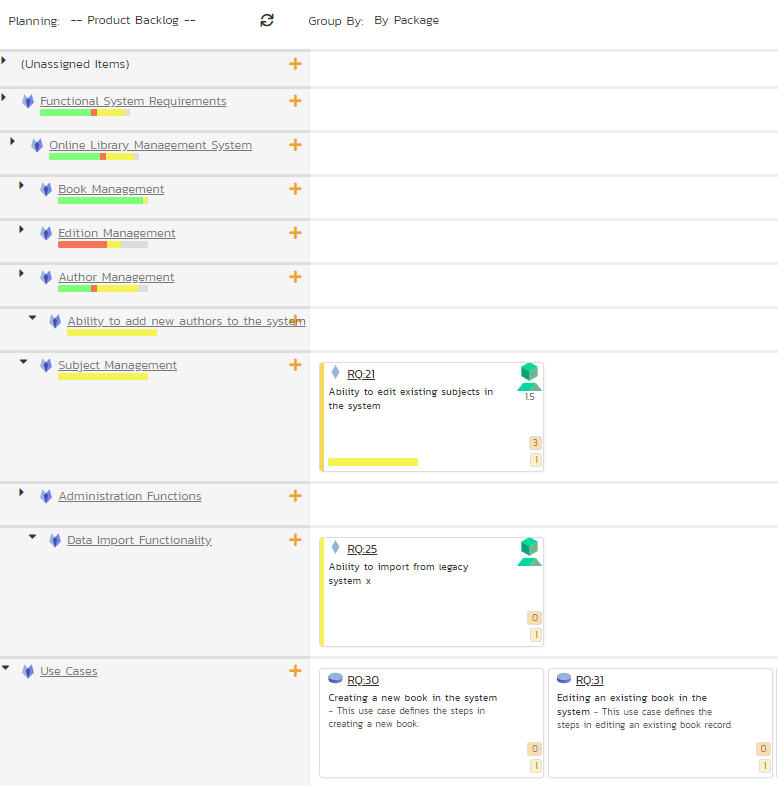 Planning: -- Product Backlog -- Group By: By Package
(Unassigned Items)
Functional System Requirements
Online Library Management System
Book Management
Edition Management
Author Management
Ability to add new authors to the system
Subject Management
RQ:21
Ability to edit existing subjects in
the system
1.5
3
1
Administration Functions
Data Import Functionality
RQ:25
Ability to import from legacy
system x
0
1
Use Cases
RQ:30
Creating a new book in the system
- This use case defines the steps in
creating a new book.
0
1
RQ:31
Editing an existing book in the
system - This use case defines the
steps in editing an existing book record.
0
1